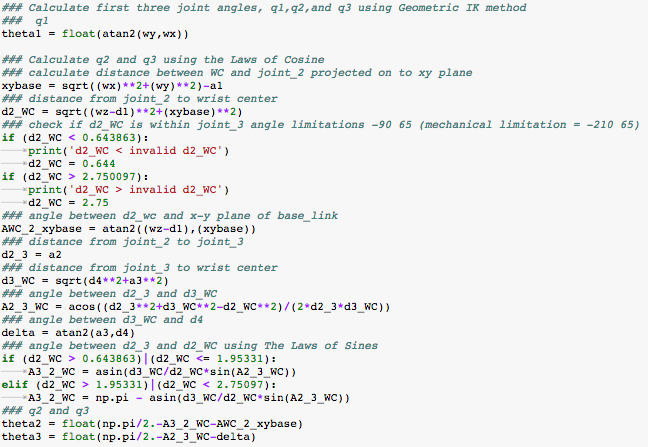 ### Calculate first three joint angles, q1,q2,and q3 using Geometric IK method
###  q1
theta1 = float(atan2(wy,wx))
### Calculate q2 and q3 using the Laws of Cosine
### calculate distance between WC and joint_2 projected on to xy plane
xybase = sqrt((wx)**2+(wy)**2)-a1
### distance from joint_2 to wrist center
d2_WC = sqrt((wz-d1)**2+(xybase)**2)
### check if d2_WC is within joint_3 angle limitations -90 65 (mechanical limitation = -210 65)
if (d2_WC < 0.643863):
print('d2_WC < invalid d2_WC')
d2_WC = 0.644
if (d2_WC > 2.750097):
print('d2_WC > invalid d2_WC')
d2_WC = 2.75
### angle between d2_wc and x-y plane of base_link
AWC_2_xybase = atan2((wz-d1),(xybase))
### distance from joint_2 to joint_3
d2_3 = a2
### distance from joint_3 to wrist center
d3_WC = sqrt(d4**2+a3**2)
### angle between d2_3 and d3_WC
A2_3_WC = acos((d2_3**2+d3_WC**2-d2_WC**2)/(2*d2_3*d3_WC))
### angle between d3_WC and d4
delta = atan2(a3,d4)
### angle between d2_3 and d2_WC using The Laws of Sines
if (d2_WC > 0.643863)|(d2_WC <= 1.95331):
A3_2_WC = asin(d3_WC/d2_WC*sin(A2_3_WC))
elif (d2_WC > 1.95331)|(d2_WC < 2.75097):
A3_2_WC = np.pi - asin(d3_WC/d2_WC*sin(A2_3_WC))
### q2 and q3
theta2 = float(np.pi/2.-A3_2_WC-AWC_2_xybase)
theta3 = float(np.pi/2.-A2_3_WC-delta)